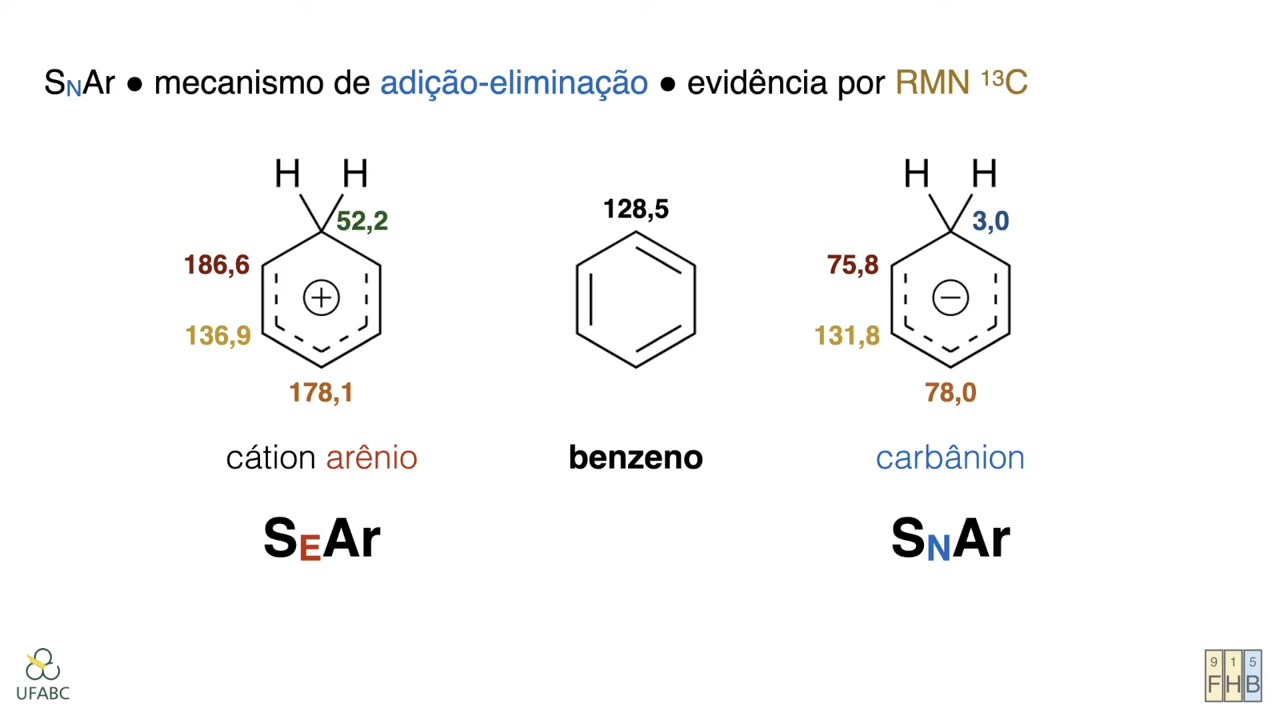 SNAr ● mecanismo de adição-eliminação ● evidência por RMN ¹³C
H H
52,2
186,6
+
136,9
178,1
cátion arênio
SEAr
128,5
benzeno
H H
3,0
75,8
−
131,8
78,0
carbânion
SNAr
UFABC
9 1 5
F H B